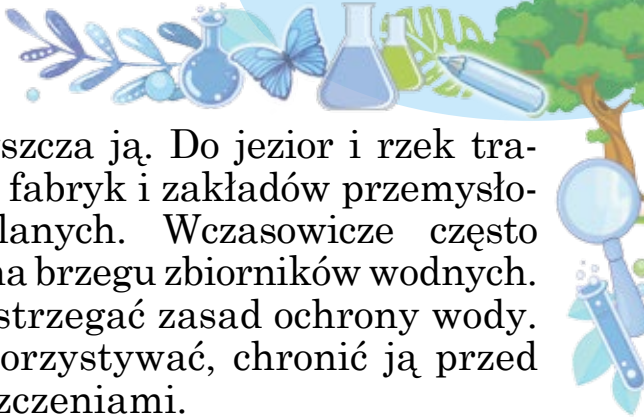 szcza ją. Do jezior i rzek tra-
fabryk i zakładów przemysło-
lanych. Wczasowicze często
na brzegu zbiorników wodnych.
strzegać zasad ochrony wody.
orzystywać, chronić ją przed
szczeniami.